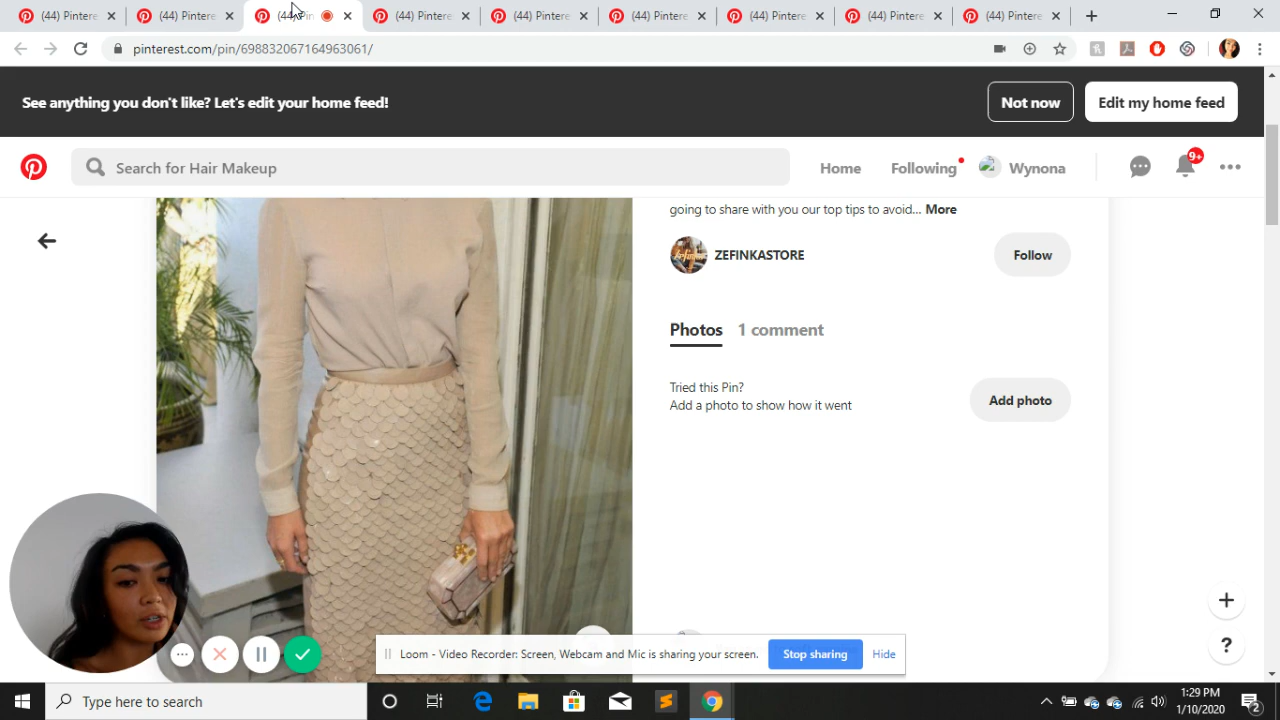 (44) Pintere
(44) Pintere
(44) Pin
(44) Pintere
(44) Pintere
(44) Pintere
(44) Pintere
(44) Pintere
(44) Pintere
pinterest.com/pin/698832067164963061/
See anything you don't like? Let's edit your home feed!
Not now
Edit my home feed
Search for Hair Makeup
Home
Following
Wynona
9+
going to share with you our top tips to avoid... More
ZEFINKASTORE
Follow
Photos
1 comment
Tried this Pin?
Add a photo to show how it went
Add photo
Loom - Video Recorder: Screen, Webcam and Mic is sharing your screen.
Stop sharing
Hide
Type here to search
1:29 PM
1/10/2020
2